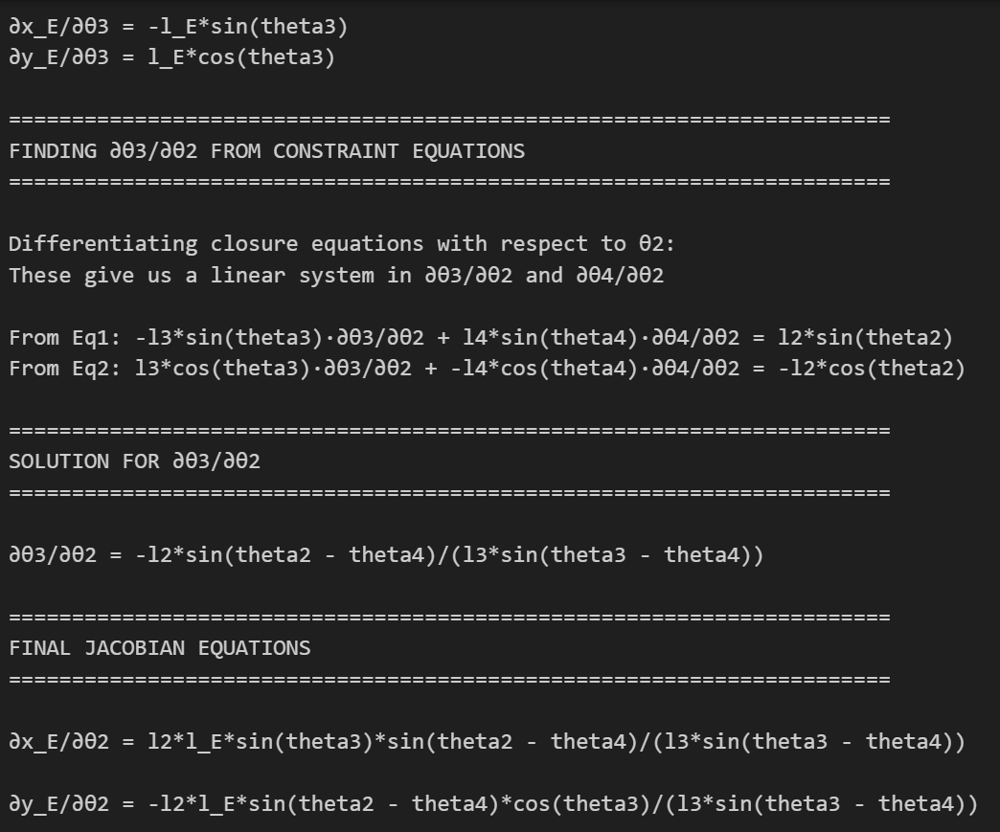 ∂x_E/∂θ3 = -l_E*sin(theta3)
∂y_E/∂θ3 = l_E*cos(theta3)
======================================================================
FINDING ∂θ3/∂θ2 FROM CONSTRAINT EQUATIONS
======================================================================
Differentiating closure equations with respect to θ2:
These give us a linear system in ∂θ3/∂θ2 and ∂θ4/∂θ2
From Eq1: -l3*sin(theta3)·∂θ3/∂θ2 + l4*sin(theta4)·∂θ4/∂θ2 = l2*sin(theta2)
From Eq2: l3*cos(theta3)·∂θ3/∂θ2 + -l4*cos(theta4)·∂θ4/∂θ2 = -l2*cos(theta2)
======================================================================
SOLUTION FOR ∂θ3/∂θ2
======================================================================
∂θ3/∂θ2 = -l2*sin(theta2 - theta4)/(l3*sin(theta3 - theta4))
======================================================================
FINAL JACOBIAN EQUATIONS
======================================================================
∂x_E/∂θ2 = l2*l_E*sin(theta3)*sin(theta2 - theta4)/(l3*sin(theta3 - theta4))
∂y_E/∂θ2 = -l2*l_E*sin(theta2 - theta4)*cos(theta3)/(l3*sin(theta3 - theta4))